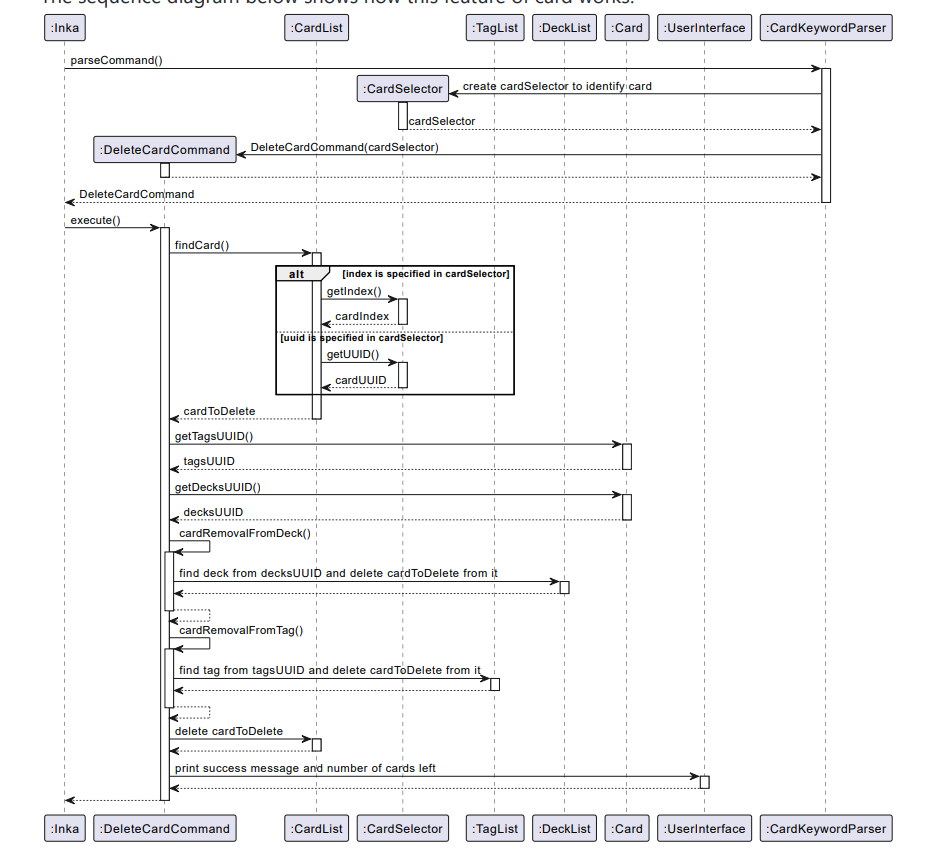 The sequence diagram below shows how this feature of card works.
:Inka :CardList :TagList :DeckList :Card :UserInterface :CardKeywordParser
parseCommand()
:CardSelector create cardSelector to identify card
cardSelector
:DeleteCardCommand DeleteCardCommand(cardSelector)
DeleteCardCommand
execute()
findCard()
alt [index is specified in cardSelector]
getIndex()
cardIndex
[uuid is specified in cardSelector]
getUUID()
cardUUID
cardToDelete
getTagsUUID()
tagsUUID
getDecksUUID()
decksUUID
cardRemovalFromDeck()
find deck from decksUUID and delete cardToDelete from it
cardRemovalFromTag()
find tag from tagsUUID and delete cardToDelete from it
delete cardToDelete
print success message and number of cards left
:Inka :DeleteCardCommand :CardList :CardSelector :TagList :DeckList :Card :UserInterface :CardKeywordParser